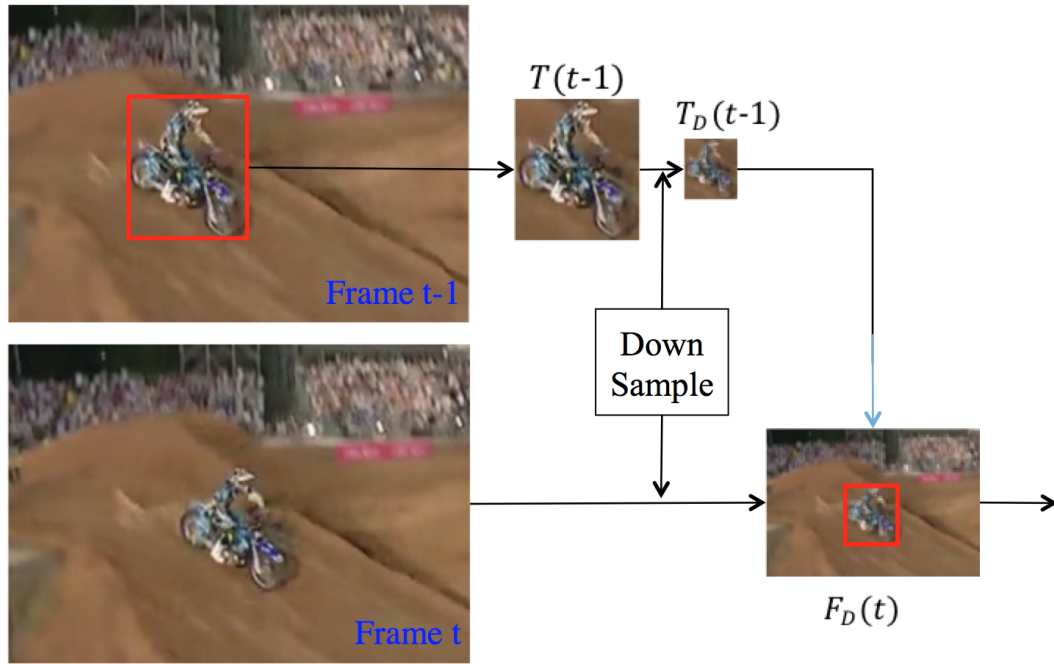 T(t-1)
T_D(t-1)
Frame t-1
Down
Sample
Frame t
F_D(t)